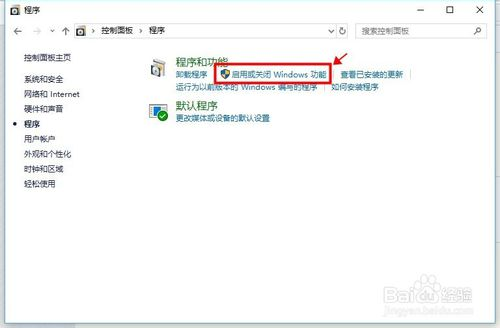 程序
控制面板 > 程序
搜索控制面板
控制面板主页
系统和安全
网络和 Internet
硬件和声音
程序
用户帐户
外观和个性化
时钟和区域
轻松使用
程序和功能
卸载程序 启用或关闭 Windows 功能 查看已安装的更新
运行为以前版本的 Windows 编写的程序 如何安装程序
默认程序
更改媒体或设备的默认设置
Baidu 经验
jingyan.baidu.com